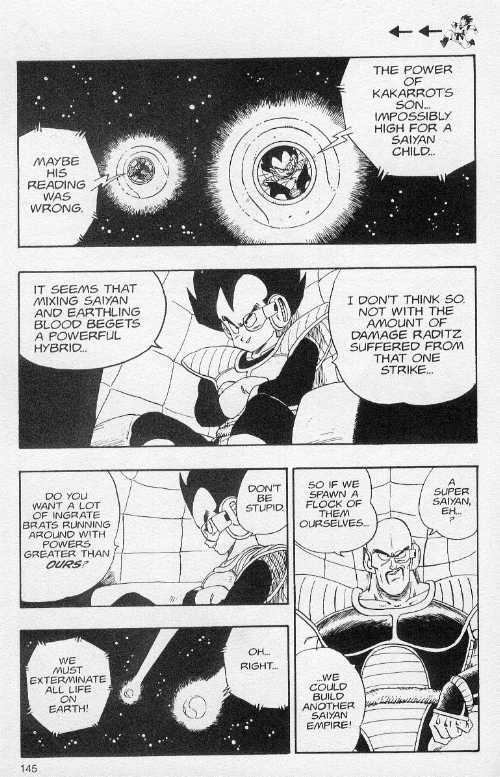 THE POWER
OF
KAKARROT'S
SON...
IMPOSSIBLY
HIGH FOR A
SAIYAN
CHILD...
MAYBE
HIS
READING
WAS
WRONG.
I DON'T THINK SO.
NOT WITH THE
AMOUNT OF
DAMAGE RADITZ
SUFFERED FROM
THAT ONE
STRIKE...
IT SEEMS THAT
MIXING SAIYAN
AND EARTHLING
BLOOD BEGETS
A POWERFUL
HYBRID...
A
SUPER
SAIYAN,
EH...
?
SO IF WE
SPAWN A
FLOCK OF
THEM
OURSELVES...
...WE
COULD
BUILD
ANOTHER
SAIYAN
EMPIRE!
DON'T
BE
STUPID.
DO YOU
WANT A LOT
OF INGRATE
BRATS RUNNING
AROUND WITH
POWERS
GREATER THAN
OURS?
OH...
RIGHT...
WE
MUST
EXTERMINATE
ALL LIFE
ON
EARTH!
145